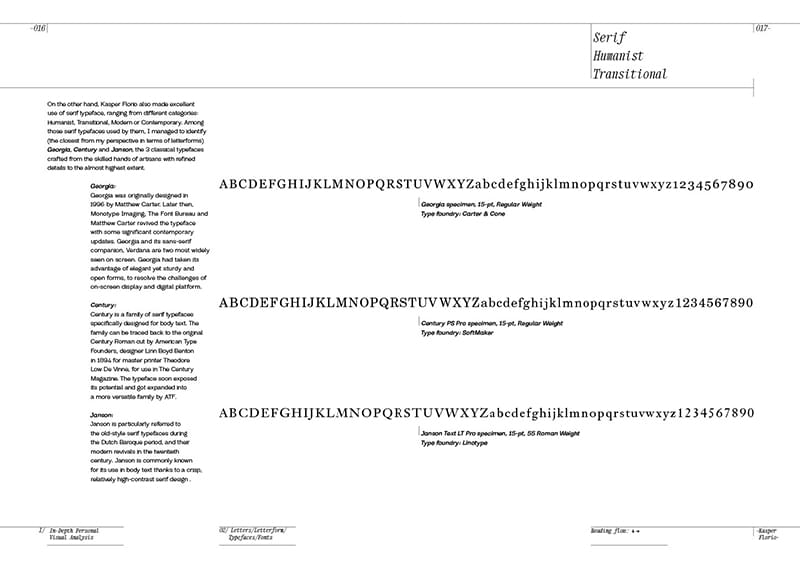 -016
Serif
Humanist
Transitional
017-
On the other hand, Kasper Florio also made excellent
use of serif typeface, ranging from different categories:
Humanist, Transitional, Modern or Contemporary. Among
those serif typefaces used by them, I managed to identify
(the closest from my perspective in terms of letterforms)
Georgia, Century and Janson, the 3 classical typefaces
crafted from the skilled hands of artisans with refined
details to the almost highest extent.
Georgia:
Georgia was originally designed in
1996 by Matthew Carter. Later then,
Monotype Imaging, The Font Bureau and
Matthew Carter revived the typeface
with some significant contemporary
updates. Georgia and its sans-serif
companion, Verdana are two most widely
seen on screen. Georgia had taken its
advantage of elegant yet sturdy and
open forms, to resolve the challenges of
on-screen display and digital platform.
ABCDEFGHIJKLMNOPQRSTUVWXYZabcdefghijklmnopqrstuvwxyz1234567890
Georgia specimen, 15-pt, Regular Weight
Type foundry: Carter & Cone
Century:
Century is a family of serif typefaces
specifically designed for body text. The
family can be traced back to the original
Century Roman cut by American Type
Founders, designer Linn Boyd Benton
in 1894 for master printer Theodore
Low De Vinne, for use in The Century
Magazine. The typeface soon exposed
its potential and got expanded into
a more versatile family by ATF.
ABCDEFGHIJKLMNOPQRSTUVWXYZabcdefghijklmnopqrstuvwxyz1234567890
Century PS Pro specimen, 15-pt, Regular Weight
Type foundry: SoftMaker
Janson:
Janson is particularly referred to
the old-style serif typefaces during
the Dutch Baroque period, and their
modern revivals in the twentieth
century. Janson is commonly known
for its use in body text thanks to a crisp,
relatively high-contrast serif design.
ABCDEFGHIJKLMNOPQRSTUVWXYZabcdefghijklmnopqrstuvwxyz1234567890
Janson Text LT Pro specimen, 15-pt, 55 Roman Weight
Type foundry: Linotype
1/ In-Depth Personal
Visual Analysis
02/ Letters/Letterform/
Typefaces/Fonts
Reading flow: ↓→
-Kasper
Florio-